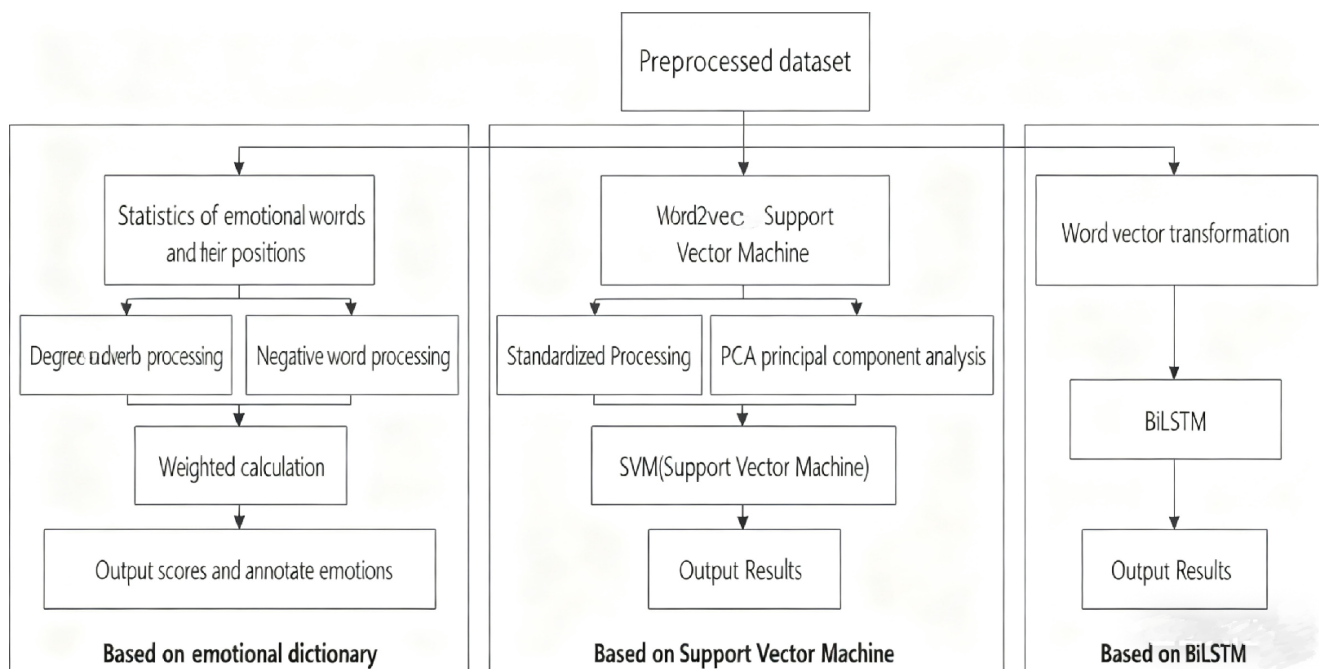 Preprocessed dataset
Statistics of emotional words
and their positions
Word2vec Support
Vector Machine
Word vector transformation
Degree adverb processing
Negative word processing
Standardized Processing
PCA principal component analysis
BiLSTM
Weighted calculation
SVM(Support Vector Machine)
Output scores and annotate emotions
Output Results
Output Results
Based on emotional dictionary
Based on Support Vector Machine
Based on BiLSTM